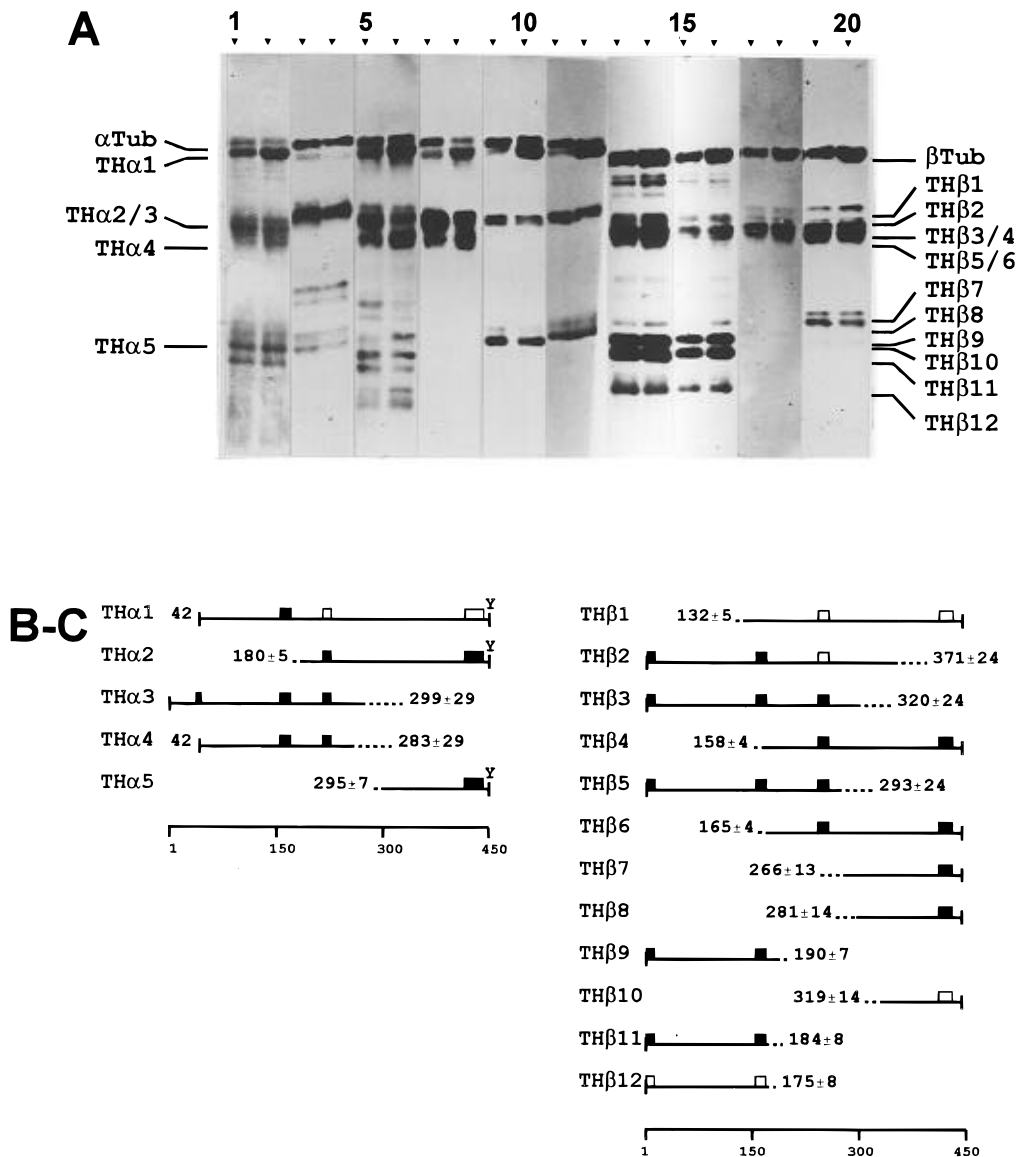 A
1 5 10 15 20
αTub
THα1
THα2/3
THα4
THα5
βTub
THβ1
THβ2
THβ3/4
THβ5/6
THβ7
THβ8
THβ9
THβ10
THβ11
THβ12
B-C
THα1 42 Y
THα2 180±5 Y
THα3 299±29
THα4 42 283±29
THα5 295±7 Y
1 150 300 450
THβ1 132±5
THβ2 371±24
THβ3 320±24
THβ4 158±4
THβ5 293±24
THβ6 165±4
THβ7 266±13
THβ8 281±14
THβ9 190±7
THβ10 319±14
THβ11 184±8
THβ12 175±8
1 150 300 450